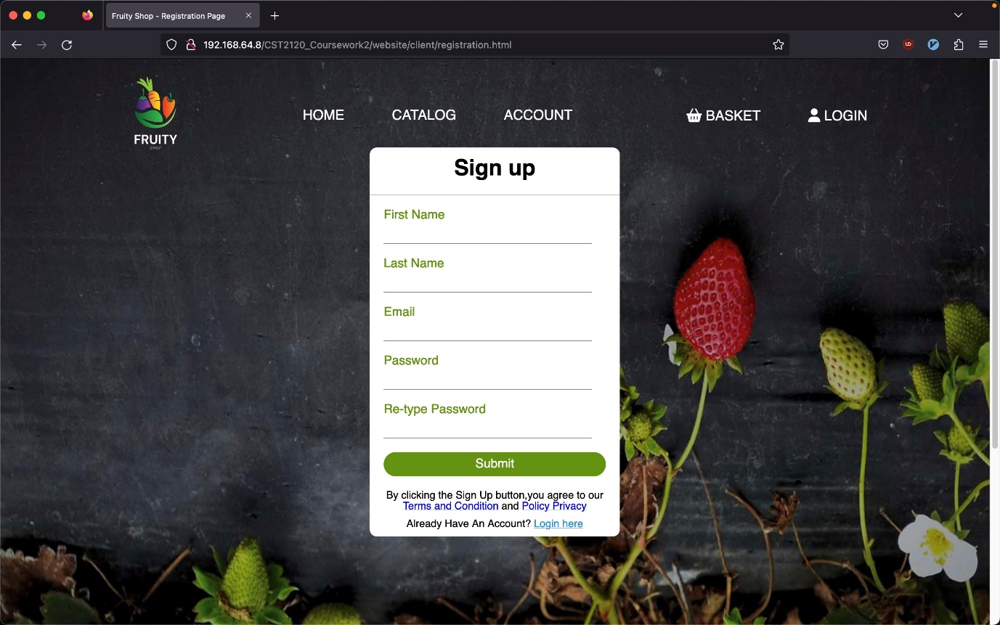 Fruity Shop - Registration Page
192.168.64.8/CST2120_Coursework2/website/client/registration.html
FRUITY
SHOP
HOME
CATALOG
ACCOUNT
BASKET
LOGIN
Sign up
First Name
Last Name
Email
Password
Re-type Password
Submit
By clicking the Sign Up button,you agree to our
Terms and Condition and Policy Privacy
Already Have An Account? Login here